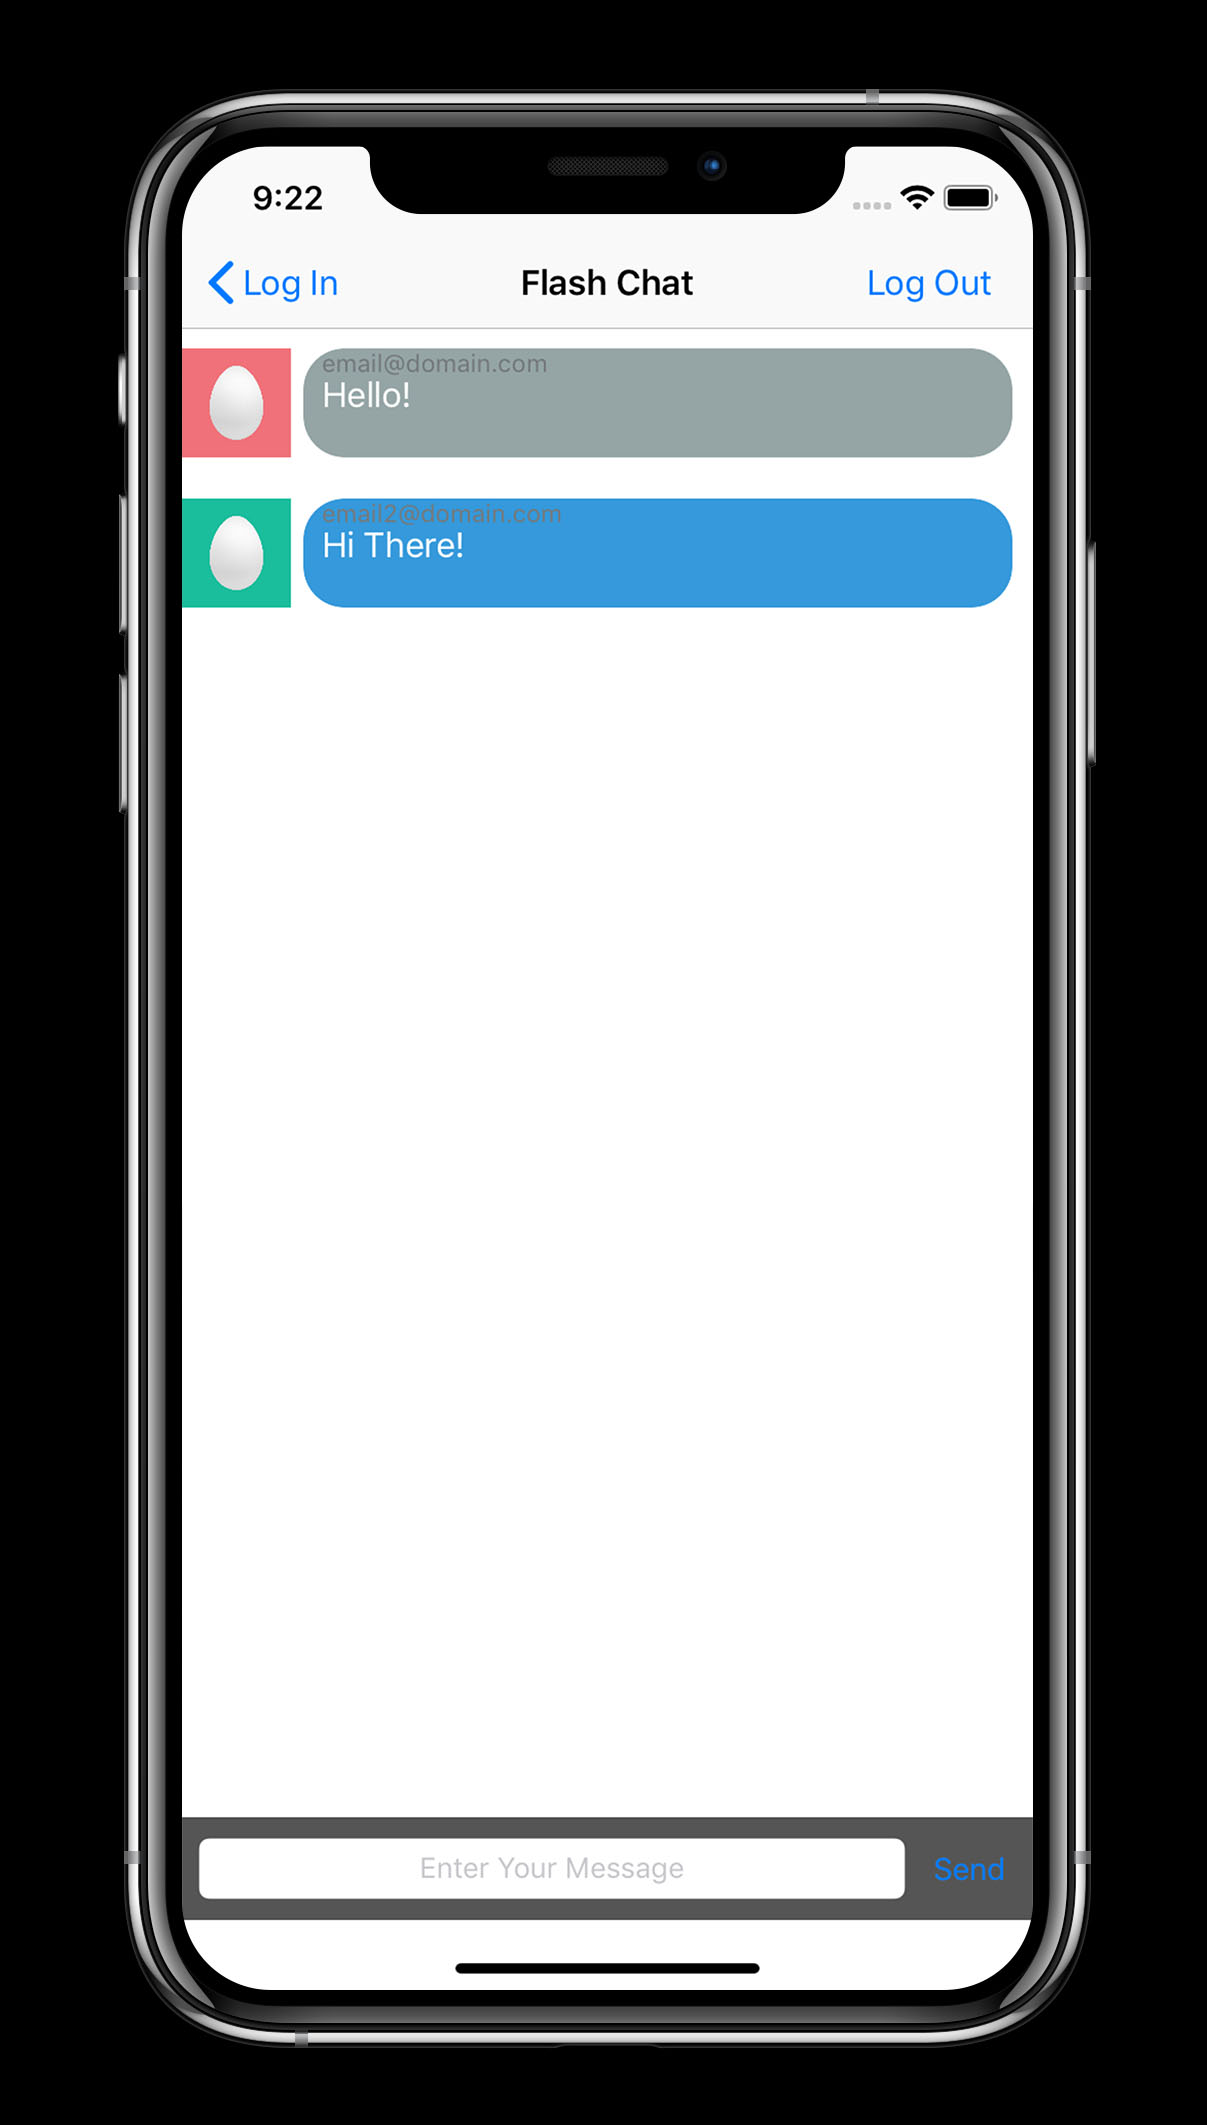 9:22
Log In
Flash Chat
Log Out
email@domain.com
Hello!
email2@domain.com
Hi There!
Enter Your Message
Send